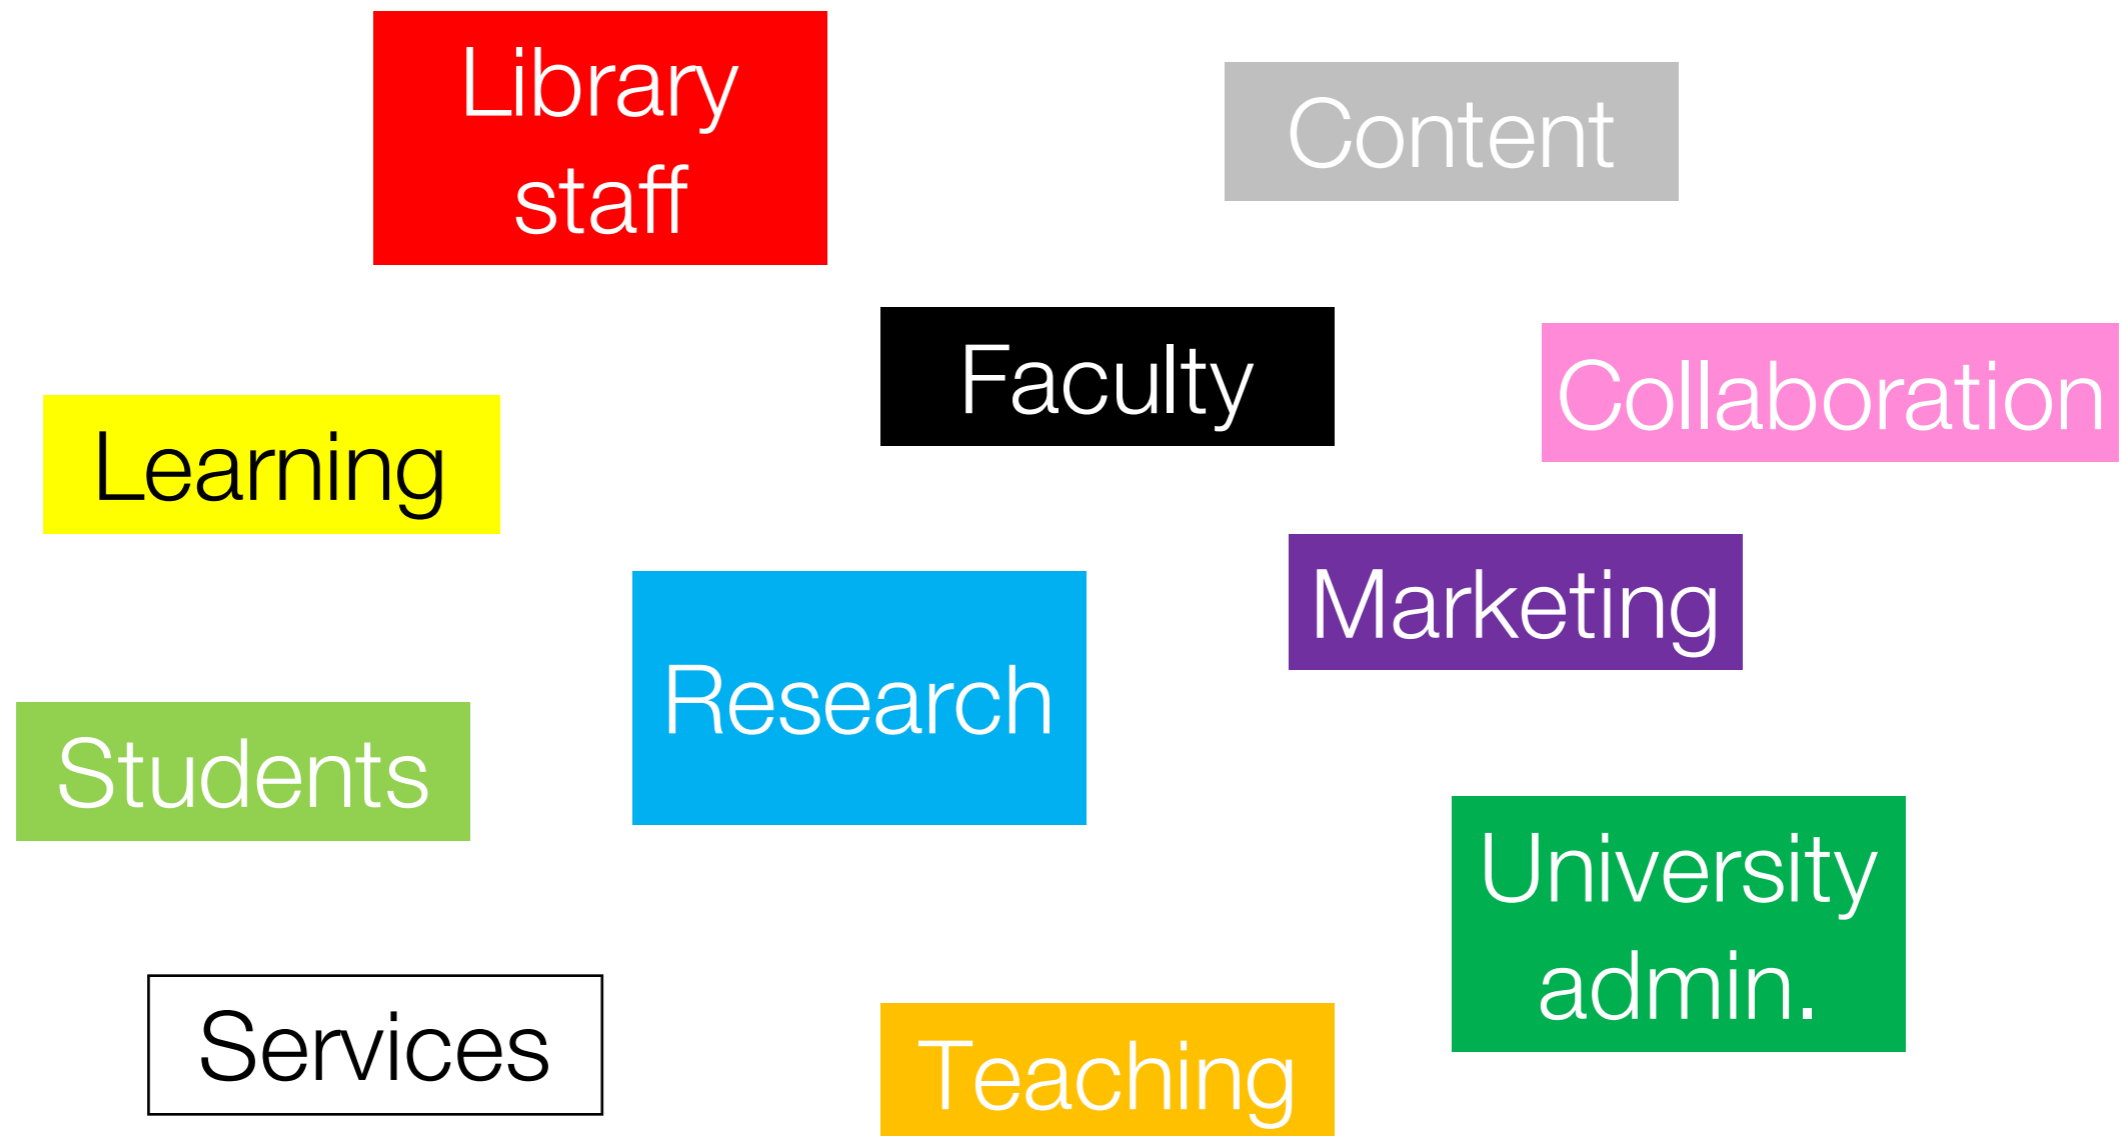 Library
staff
Content
Faculty
Collaboration
Learning
Marketing
Research
Students
University
admin.
Services
Teaching